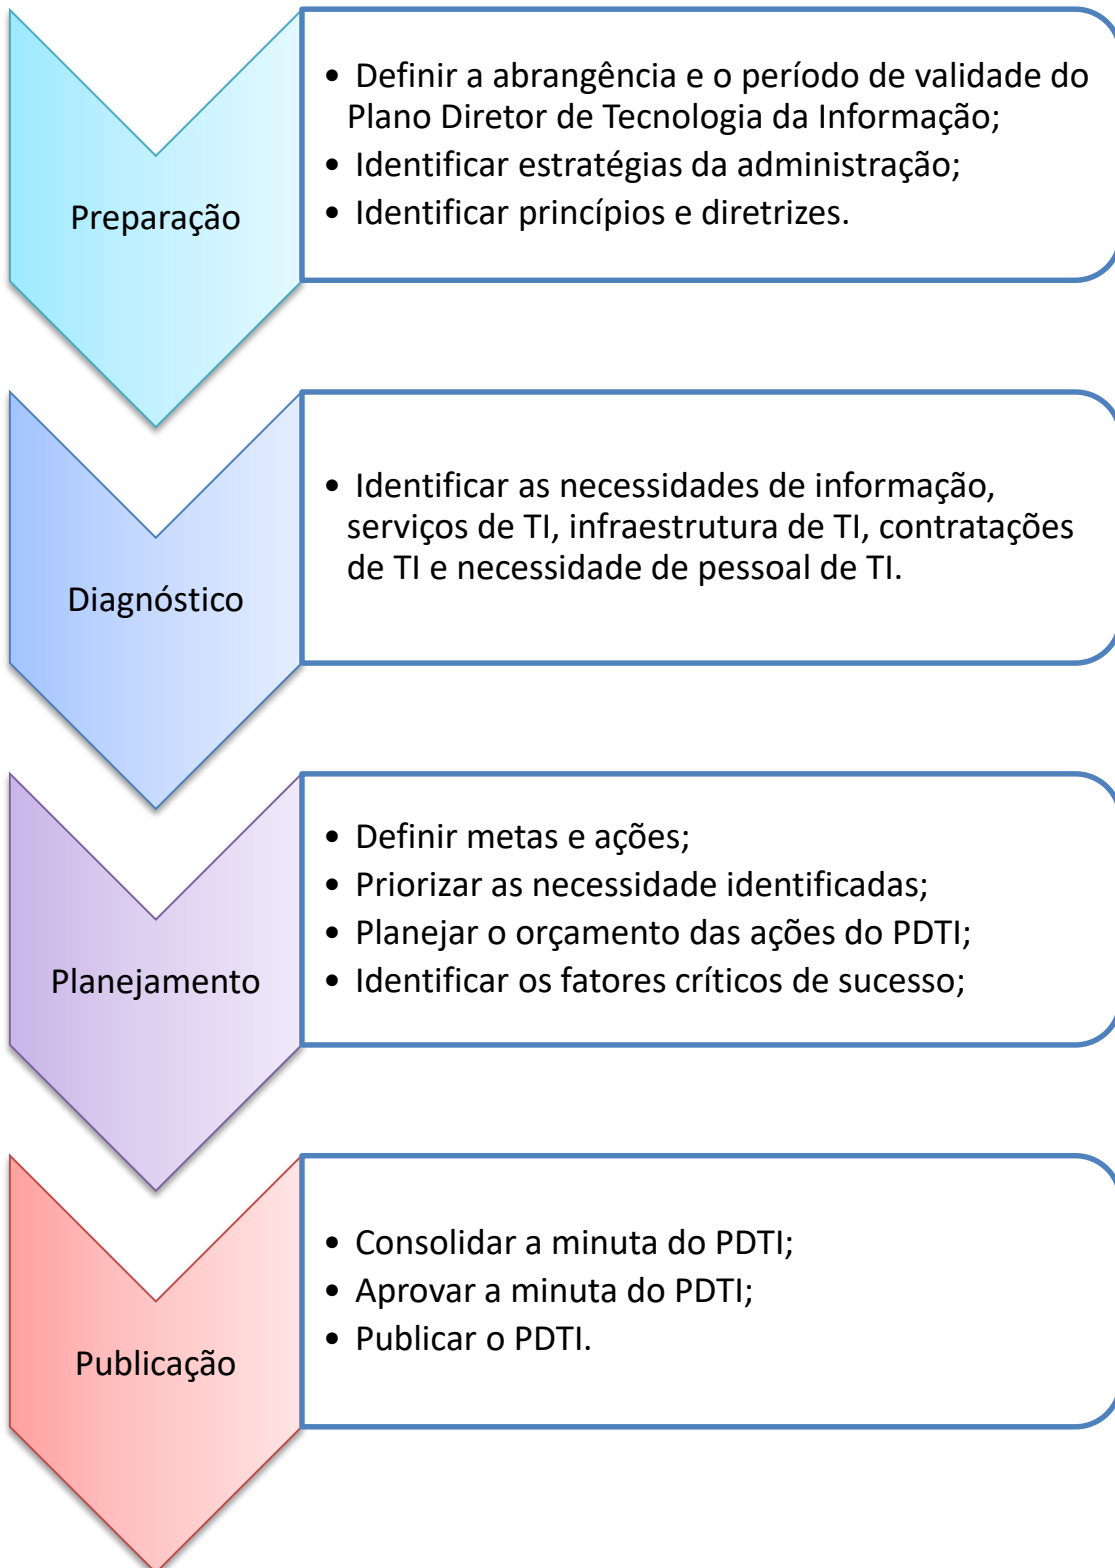 Preparação
• Definir a abrangência e o período de validade do
Plano Diretor de Tecnologia da Informação;
• Identificar estratégias da administração;
• Identificar princípios e diretrizes.
Diagnóstico
• Identificar as necessidades de informação,
serviços de TI, infraestrutura de TI, contratações
de TI e necessidade de pessoal de TI.
Planejamento
• Definir metas e ações;
• Priorizar as necessidade identificadas;
• Planejar o orçamento das ações do PDTI;
• Identificar os fatores críticos de sucesso;
Publicação
• Consolidar a minuta do PDTI;
• Aprovar a minuta do PDTI;
• Publicar o PDTI.